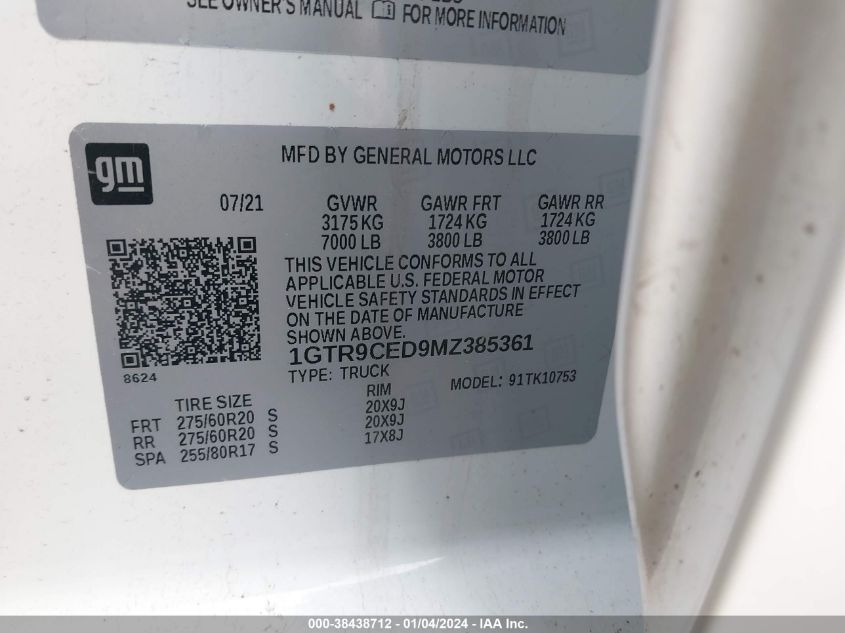 SEE OWNER'S MANUAL FOR MORE INFORMATION
gm
MFD BY GENERAL MOTORS LLC
07/21
GVWR GAWR FRT GAWR RR
3175 KG 1724 KG 1724 KG
7000 LB 3800 LB 3800 LB
THIS VEHICLE CONFORMS TO ALL
APPLICABLE U.S. FEDERAL MOTOR
VEHICLE SAFETY STANDARDS IN EFFECT
ON THE DATE OF MANUFACTURE
SHOWN ABOVE.
1GTR9CED9MZ385361
8624
TYPE: TRUCK MODEL: 91TK10753
TIRE SIZE RIM
FRT 275/60R20 S 20X9J
RR 275/60R20 S 20X9J
SPA 255/80R17 S 17X8J
000-38438712 - 01/04/2024 - IAA Inc.